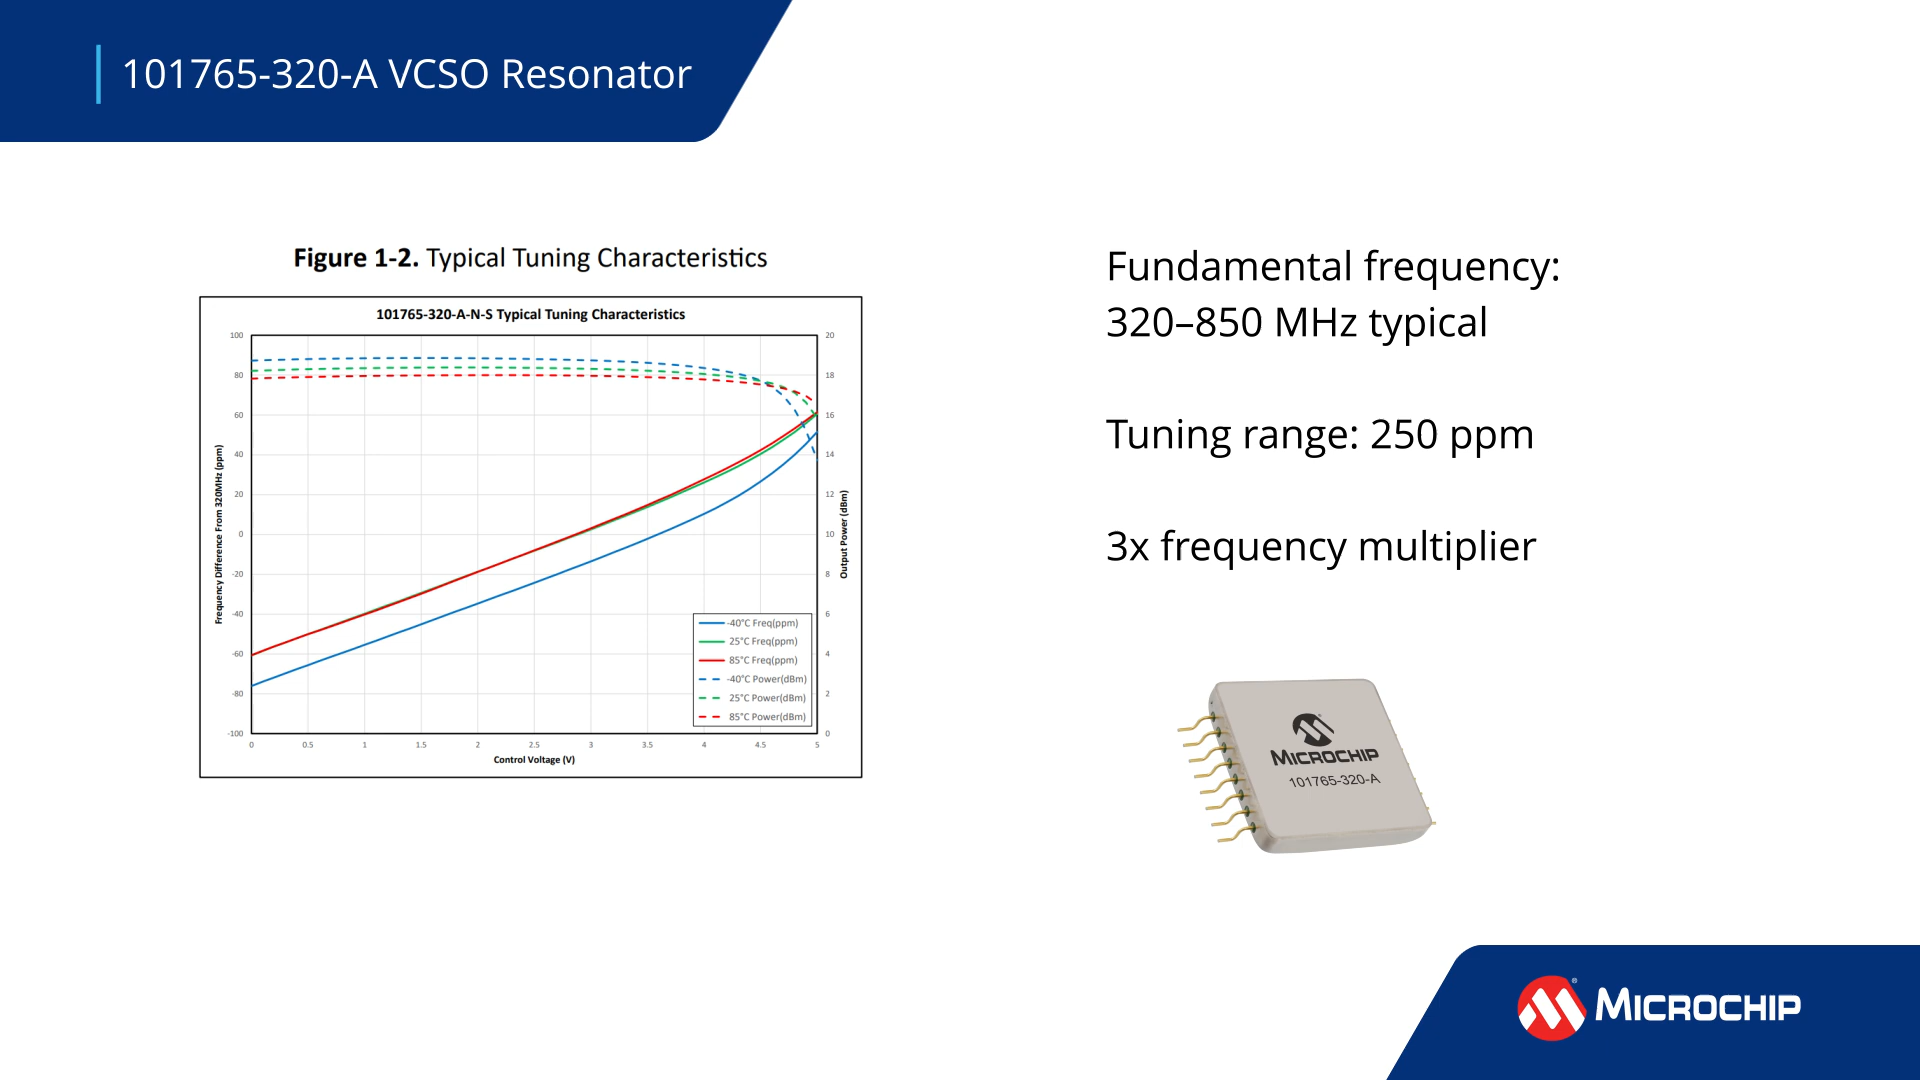 101765-320-A VCSO Resonator
Figure 1-2. Typical Tuning Characteristics
101765-320-A-N-S Typical Tuning Characteristics
100
80
60
40
20
0
-20
-40
-60
-80
-100
Frequency Difference From 320MHz (ppm)
20
18
16
14
12
10
8
6
4
2
0
Output Power (dBm)
-40°C Freq(ppm)
25°C Freq(ppm)
85°C Freq(ppm)
-40°C Power(dBm)
25°C Power(dBm)
85°C Power(dBm)
0 0.5 1 1.5 2 2.5 3 3.5 4 4.5 5
Control Voltage (V)
Fundamental frequency:
320–850 MHz typical
Tuning range: 250 ppm
3x frequency multiplier
MICROCHIP
101765-320-A
MICROCHIP